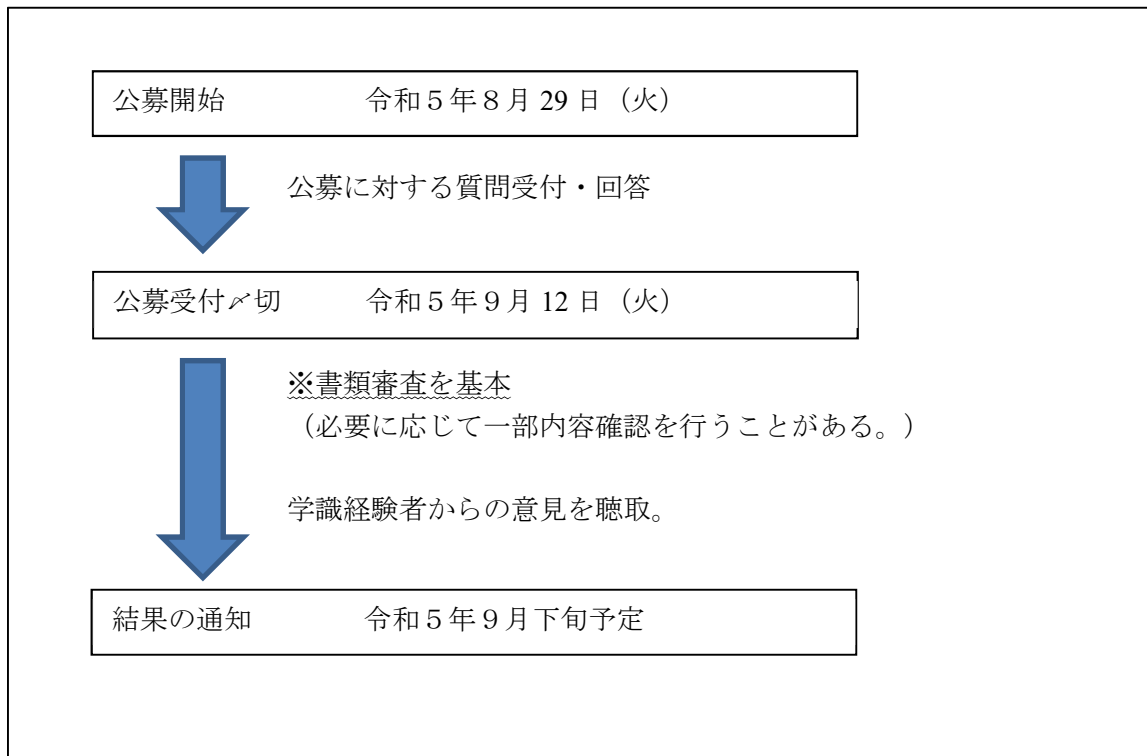 公募開始 令和５年８月 29 日（火）
公募に対する質問受付・回答
公募受付〆切 令和５年９月 12 日（火）
※書類審査を基本
（必要に応じて一部内容確認を行うことがある。）
学識経験者からの意見を聴取。
結果の通知 令和５年９月下旬予定